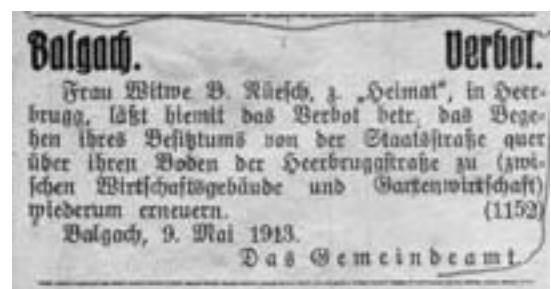 Balgach. Verbot.
Frau Witwe B. Rüesch, z. „Heimat“, in Heer-
brugg, läßt hiemit das Verbot betr. das Bege-
hen ihres Besitztums von der Staatsstraße quer
über ihren Boden der Heerbruggstraße zu (zwi-
schen Wirtschaftsgebäude und Gartenwirtschaft)
wiederum erneuern. (1152)
Balgach, 9. Mai 1913.
Das Gemeindeamt.